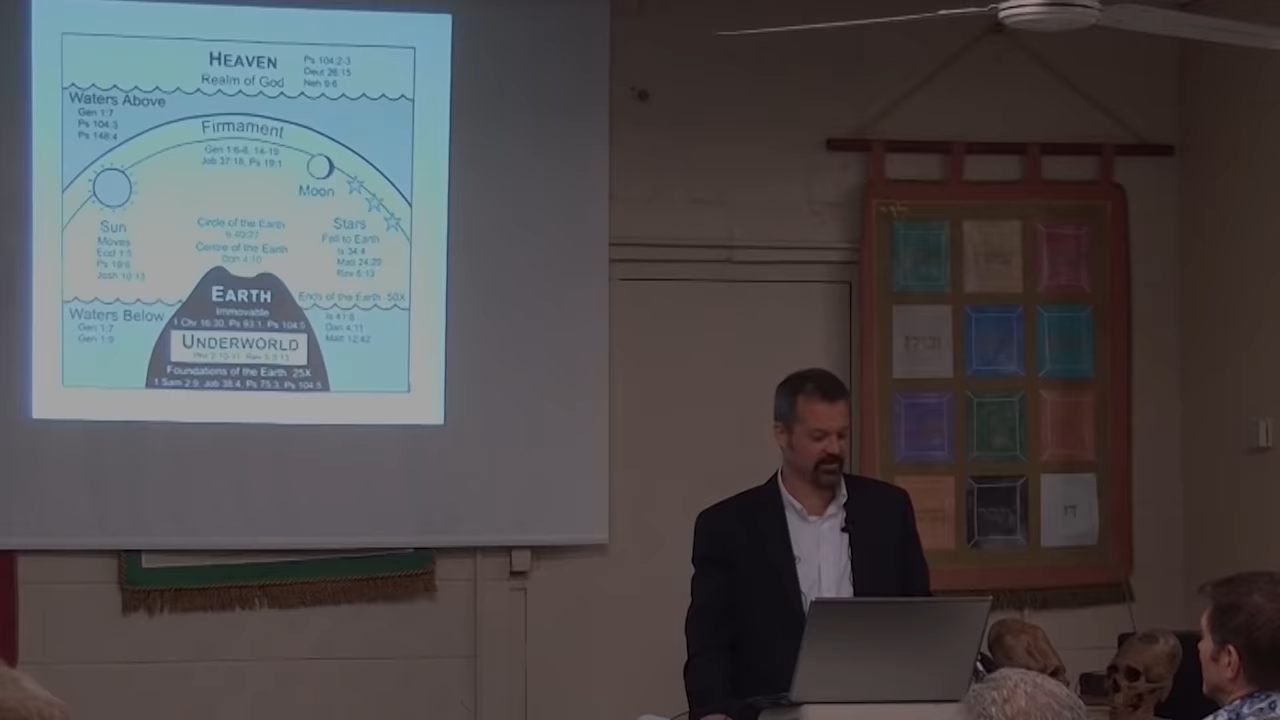 HEAVEN
Realm of God
Ps 104:2-3
Deut 26:15
Neh 9:6
Waters Above
Gen 1:7
Ps 104:3
Ps 148:4
Firmament
Gen 1:6-8, 14-19
Job 37:18, Ps 19:1
Moon
Sun
Moves
Ps 19:6
Josh 10:13
Circle of the Earth
Is 40:22
Centre of the Earth
Dan 4:10
Stars
Fall to Earth
Is 34:4
Matt 24:29
Rev 6:13
EARTH
Immovable
1 Chr 16:30, Ps 93:1, Ps 104:5
Ends of the Earth 50X
Is 41:8
Dan 4:11
Matt 12:42
Waters Below
Gen 1:7
Gen 1:9
UNDERWORLD
Foundations of the Earth 25X
1 Sam 2:9, Job 38:4, Ps 75:3, Ps 104:5